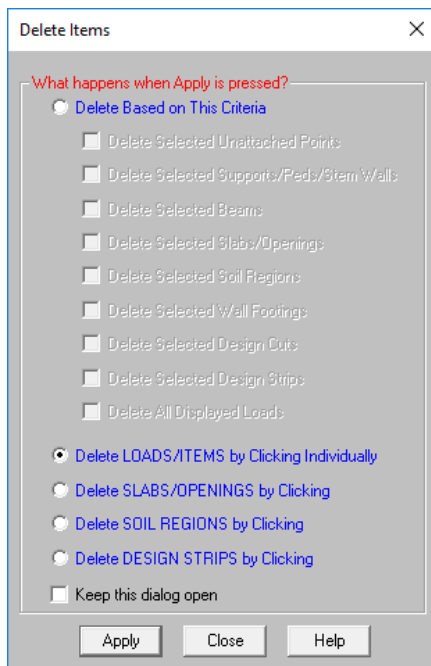 Delete Items
What happens when Apply is pressed?
Delete Based on This Criteria
Delete Selected Unattached Points
Delete Selected Supports/Peds/Stem Walls
Delete Selected Beams
Delete Selected Slabs/Openings
Delete Selected Soil Regions
Delete Selected Wall Footings
Delete Selected Design Cuts
Delete Selected Design Strips
Delete All Displayed Loads
Delete LOADS/ITEMS by Clicking Individually
Delete SLABS/OPENINGS by Clicking
Delete SOIL REGIONS by Clicking
Delete DESIGN STRIPS by Clicking
Keep this dialog open
Apply Close Help